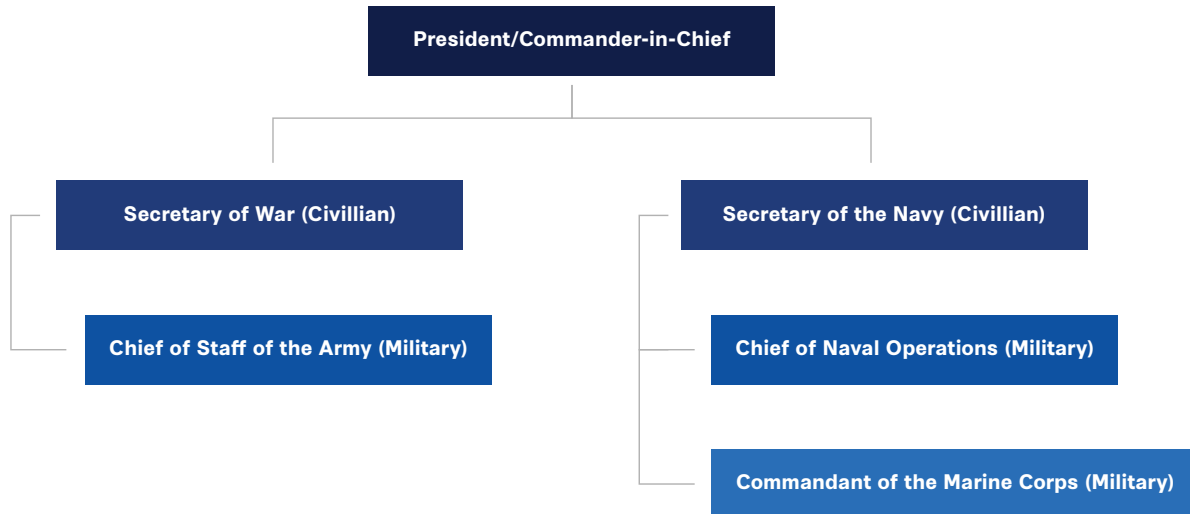 President/Commander-in-Chief
Secretary of War (Civillian)
Secretary of the Navy (Civillian)
Chief of Staff of the Army (Military)
Chief of Naval Operations (Military)
Commandant of the Marine Corps (Military)